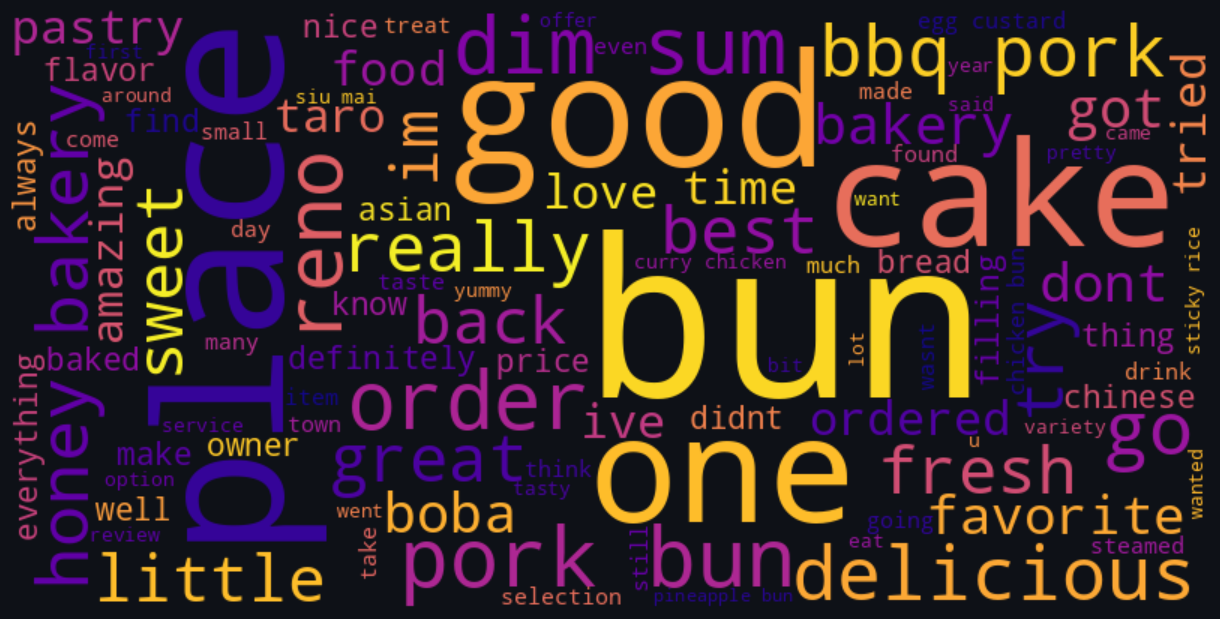 pastry
first
flavor
around
nice
treat
food
dim sum
offer
even
egg custard
bbq pork
year
made
said
got
came
tried
find
small
siu mai
taro
im
good
bakery
found
pretty
always
come
honey bakery
amazing
sweet
place
day
reno
asian
love
time
want
cake
really
best
curry chicken
much
bread
dont
sticky rice
taste
yummy
know
back
bun
filling
chicken bun
try
thing
many
baked
definitely
price
bit
lot
wasnt
drink
everything
item
order
ive
didnt
ordered
chinese
variety
go
service
town
owner
make
option
great
think
tasty
one
u
fresh
wanted
well
review
went
boba
going
favorite
little
take
pork bun
still
eat
steamed
selection
pineapple bun
delicious